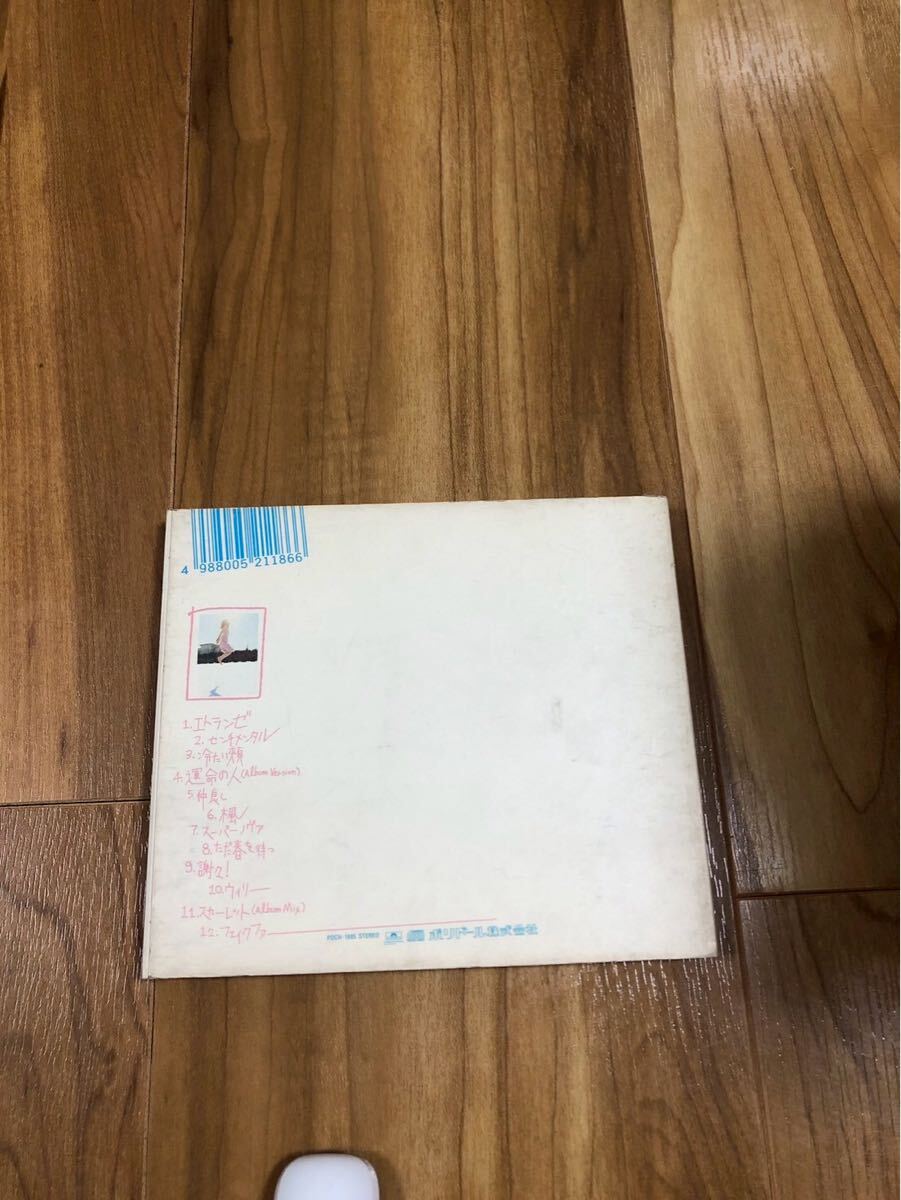 4 988005 211866
1.エトランゼ
2.センチメンタル
3.冷たい頬
4.運命の人(Album Version)
5.仲良し
6.楓
7.スーパーノヴァ
8.ただ春を待つ
9.謝々!
10.ウィリー
11.スカーレット(Album Mix)
12.フェイクファー
POCH-1685 STEREO ポリドール株式会社